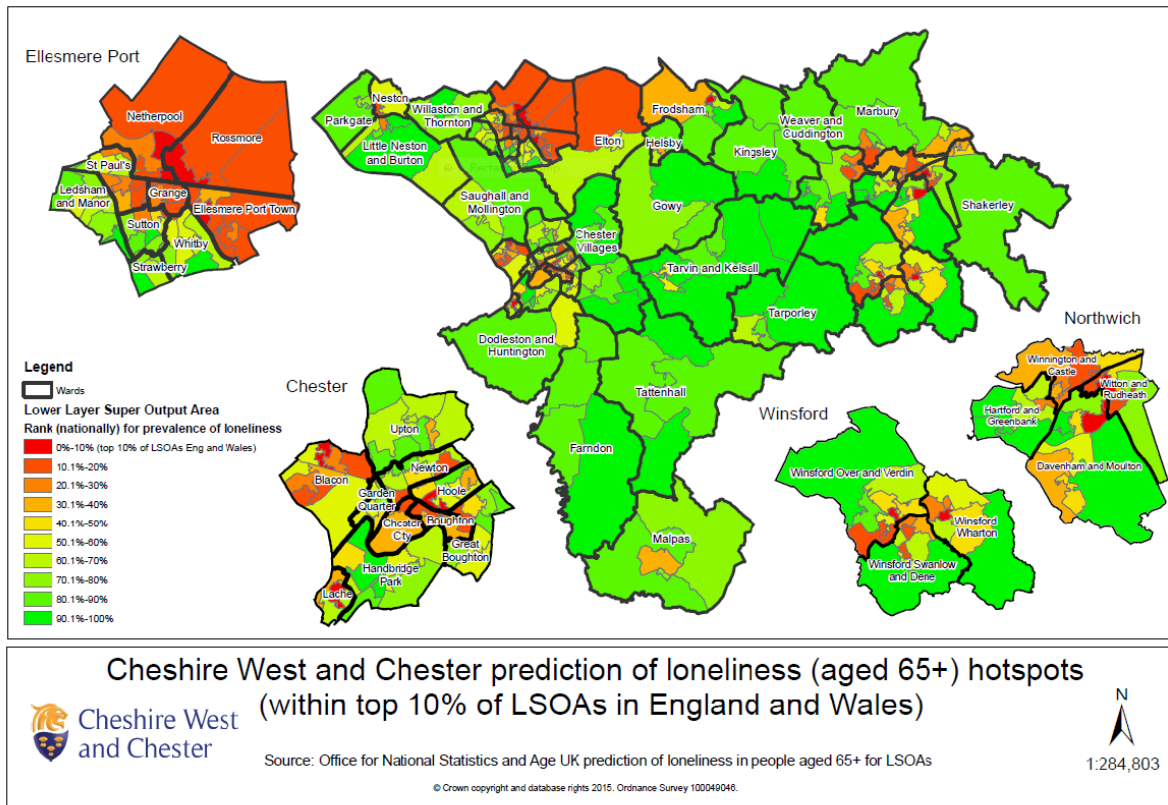 Ellesmere Port
Netherpool
Rossmore
St Paul's
Ledsham
and Manor
Grange
Ellesmere Port Town
Sutton
Whitby
Strawberry
Neston
Parkgate
Willaston and
Thornton
Little Neston
and Burton
Elton
Frodsham
Helsby
Kingsley
Weaver and
Cuddington
Marbury
Shakerley
Saughall and
Mollington
Gowy
Chester
Villages
Tarvin and Kelsall
Tarporley
Dodleston and
Huntington
Tattenhall
Farndon
Malpas
Legend
Wards
Lower Layer Super Output Area
Rank (nationally) for prevalence of loneliness
0%-10% (top 10% of LSOAs Eng and Wales)
10.1%-20%
20.1%-30%
30.1%-40%
40.1%-50%
50.1%-60%
60.1%-70%
70.1%-80%
80.1%-90%
90.1%-100%
Chester
Upton
Newton
Blacon
Garden
Quarter
Hoole
Chester
City
Boughton
Great
Boughton
Handbridge
Park
Lache
Winsford
Winsford Over and Verdin
Winsford
Wharton
Winsford Swanlow
and Dene
Northwich
Winnington and
Castle
Witton and
Rudheath
Hartford and
Greenbank
Davenham and Moulton
Cheshire West and Chester prediction of loneliness (aged 65+) hotspots
(within top 10% of LSOAs in England and Wales)
Cheshire West
and Chester
Source: Office for National Statistics and Age UK prediction of loneliness in people aged 65+ for LSOAs
© Crown copyright and database rights 2015. Ordnance Survey 100049046.
N
1:284,803